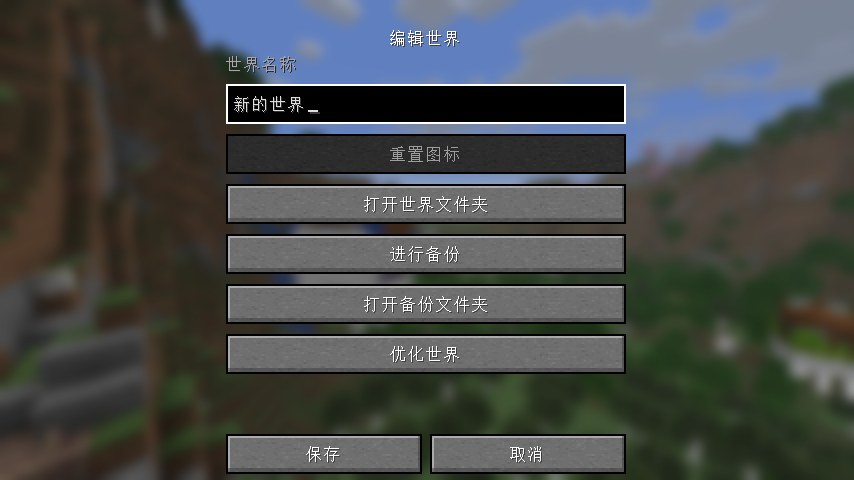 编辑世界
世界名称
新的世界_
重置图标
打开世界文件夹
进行备份
打开备份文件夹
优化世界
保存 取消